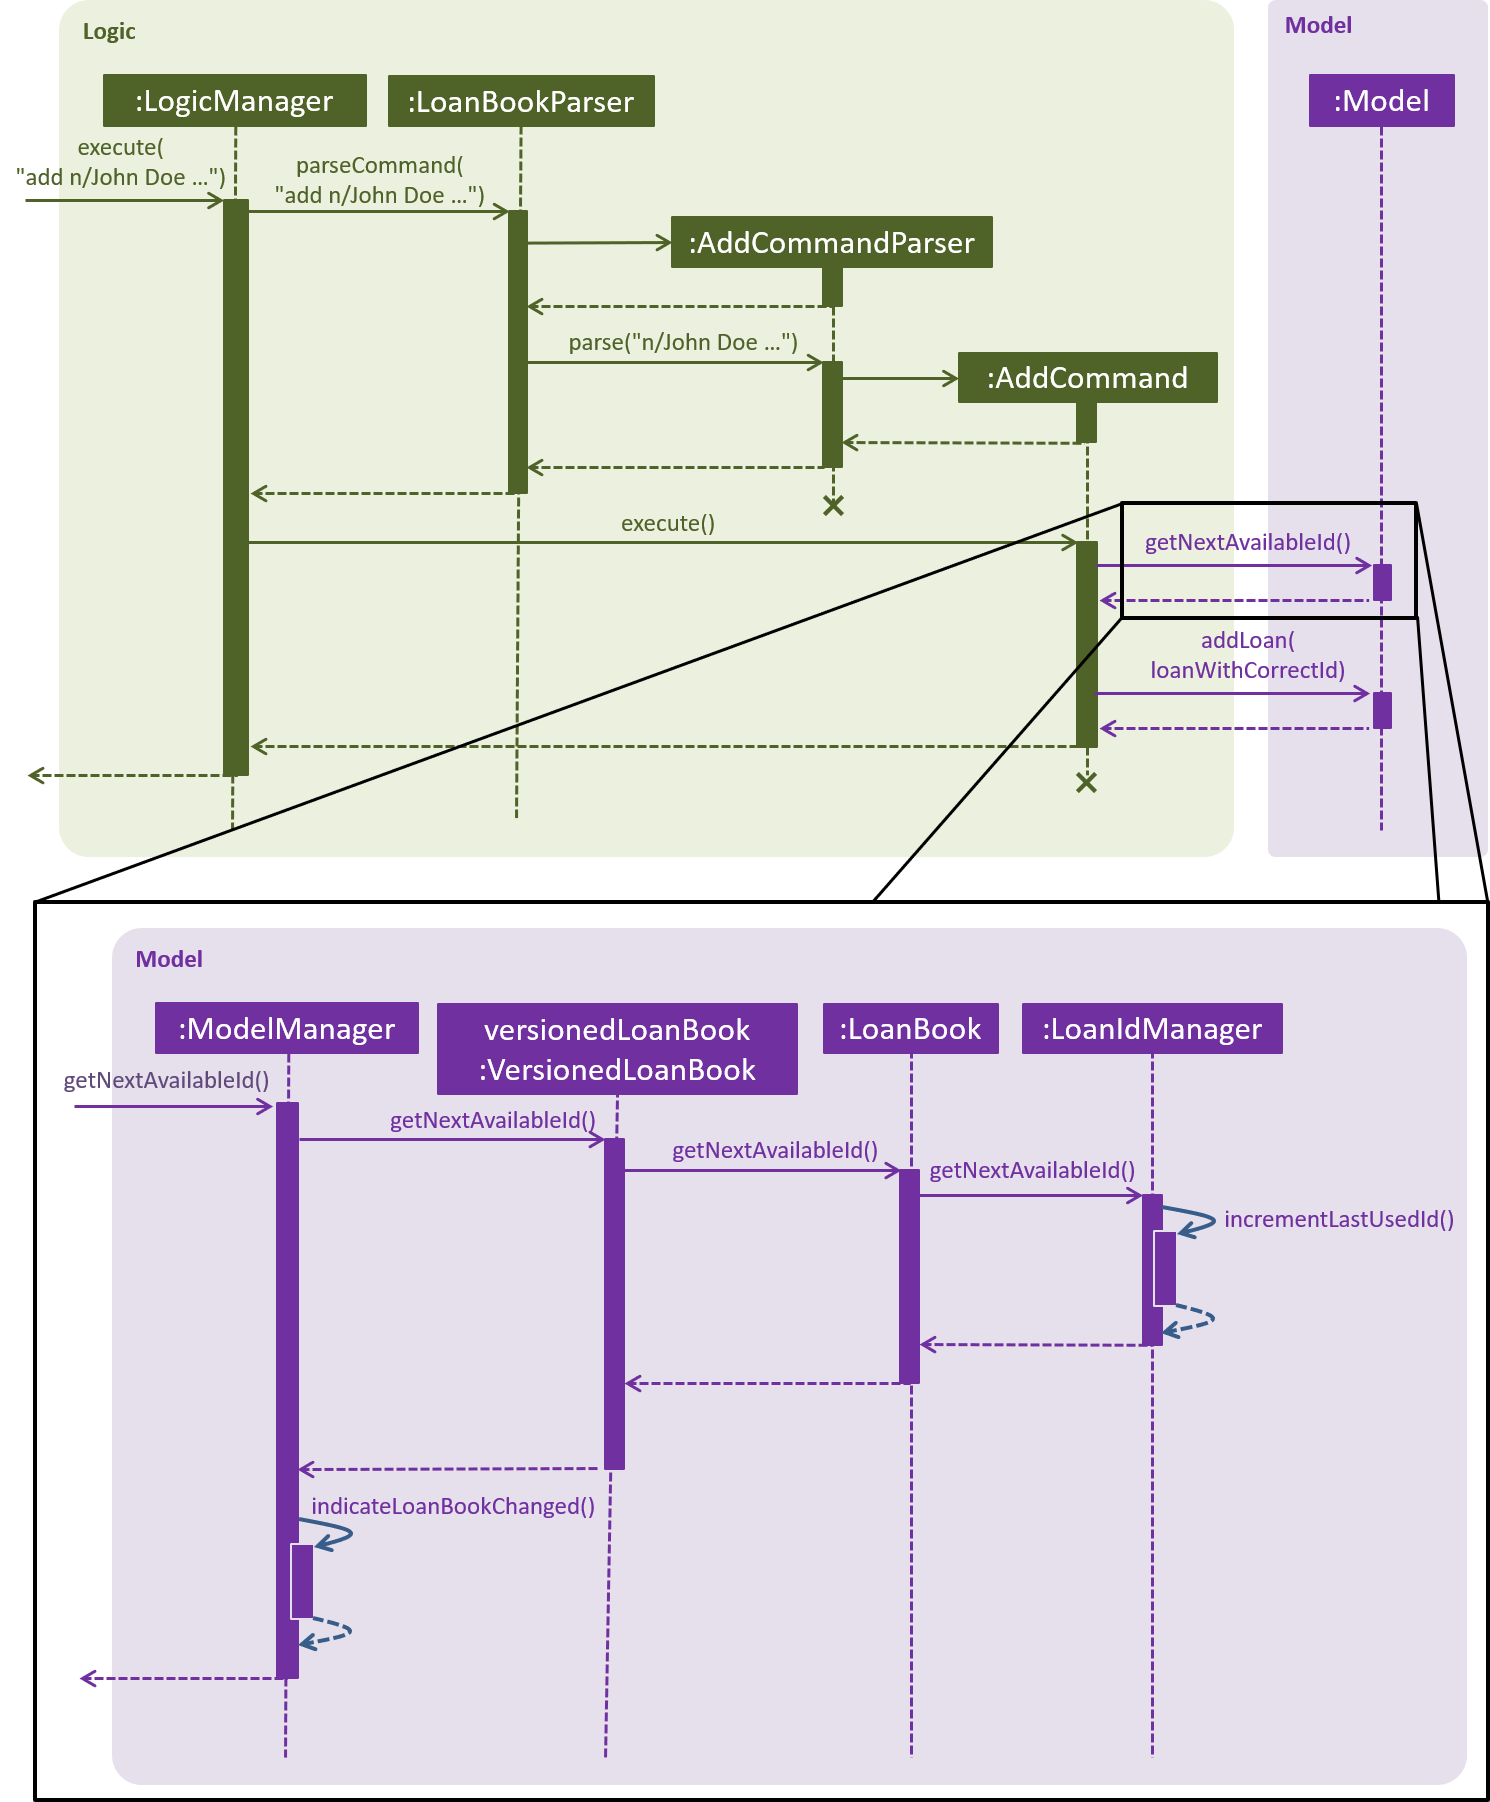 Logic
Model
:LogicManager
:LoanBookParser
:Model
execute(
"add n/John Doe ...")
parseCommand(
"add n/John Doe ...")
:AddCommandParser
parse("n/John Doe ...")
:AddCommand
execute()
getNextAvailableId()
addLoan(
loanWithCorrectId)
Model
:ModelManager
versionedLoanBook
:VersionedLoanBook
:LoanBook
:LoanIdManager
getNextAvailableId()
getNextAvailableId()
getNextAvailableId()
getNextAvailableId()
incrementLastUsedId()
indicateLoanBookChanged()